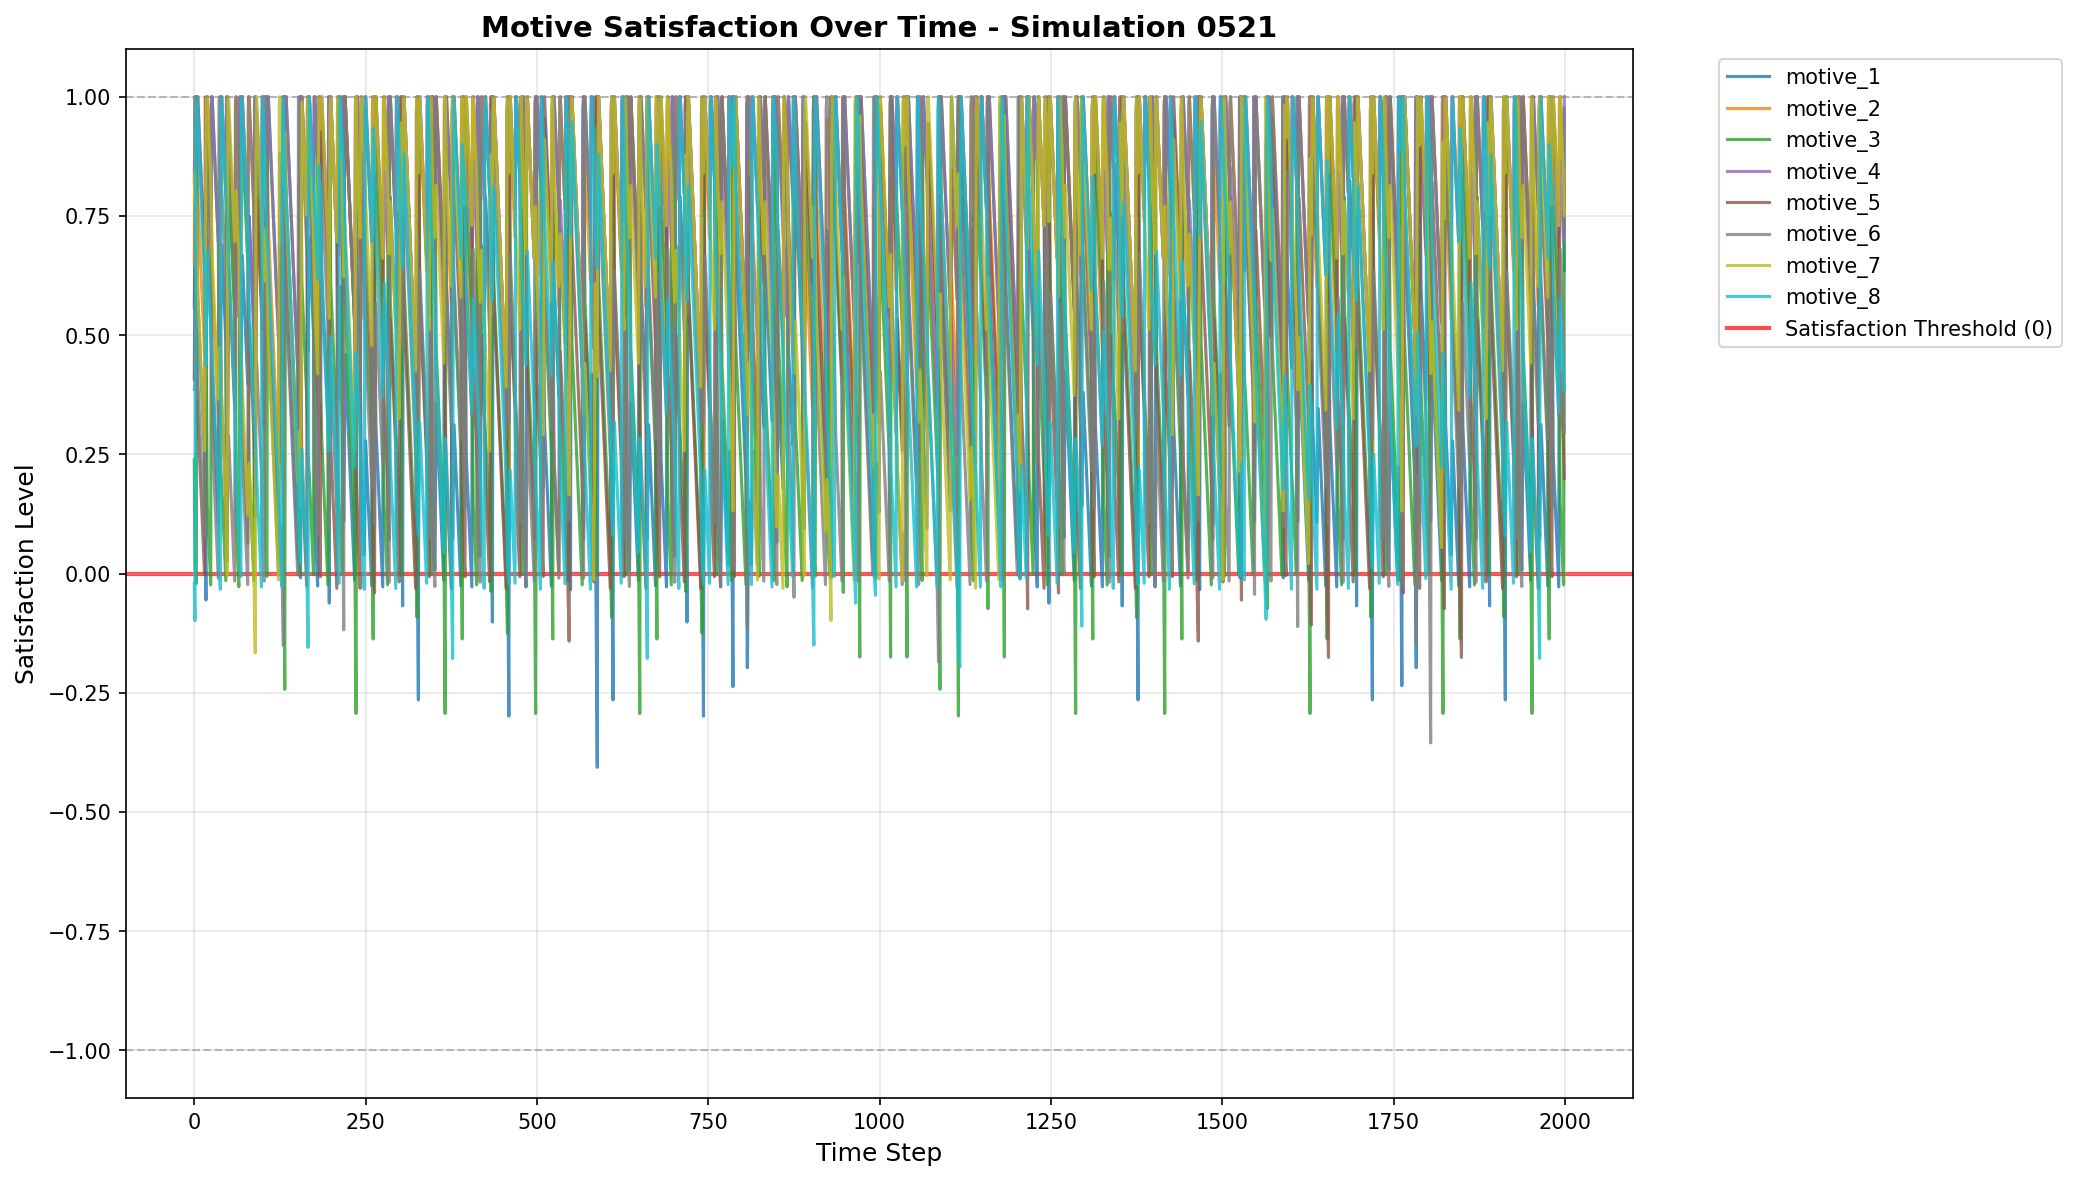 Motive Satisfaction Over Time - Simulation 0521
1.00
0.75
0.50
0.25
0.00
−0.25
−0.50
−0.75
−1.00
Satisfaction Level
0 250 500 750 1000 1250 1500 1750 2000
Time Step
motive_1
motive_2
motive_3
motive_4
motive_5
motive_6
motive_7
motive_8
Satisfaction Threshold (0)